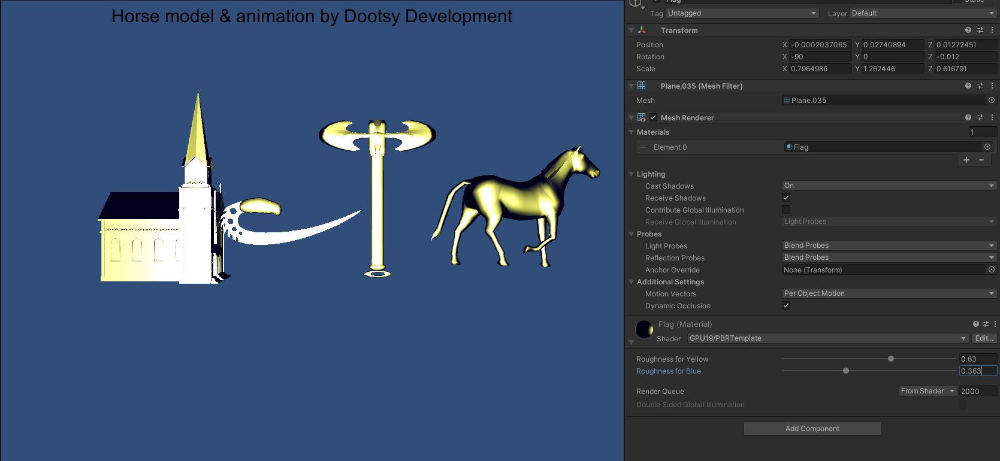 Horse model & animation by Dootsy Development
Flag Static
Tag Untagged Layer Default
Transform
Position X -0.0002037065 Y 0.02740894 Z 0.01272451
Rotation X -90 Y 0 Z -0.012
Scale X 0.7964986 Y 1.262446 Z 0.616791
Plane.035 (Mesh Filter)
Mesh Plane.035
Mesh Renderer
Materials 1
Element 0 Flag
+ −
Lighting
Cast Shadows On
Receive Shadows
Contribute Global Illumination
Receive Global Illumination Light Probes
Probes
Light Probes Blend Probes
Reflection Probes Blend Probes
Anchor Override None (Transform)
Additional Settings
Motion Vectors Per Object Motion
Dynamic Occlusion
Flag (Material)
Shader GPU19/PBRTemplate Edit...
Roughness for Yellow 0.63
Roughness for Blue 0.363
Render Queue From Shader 2000
Double Sided Global Illumination
Add Component